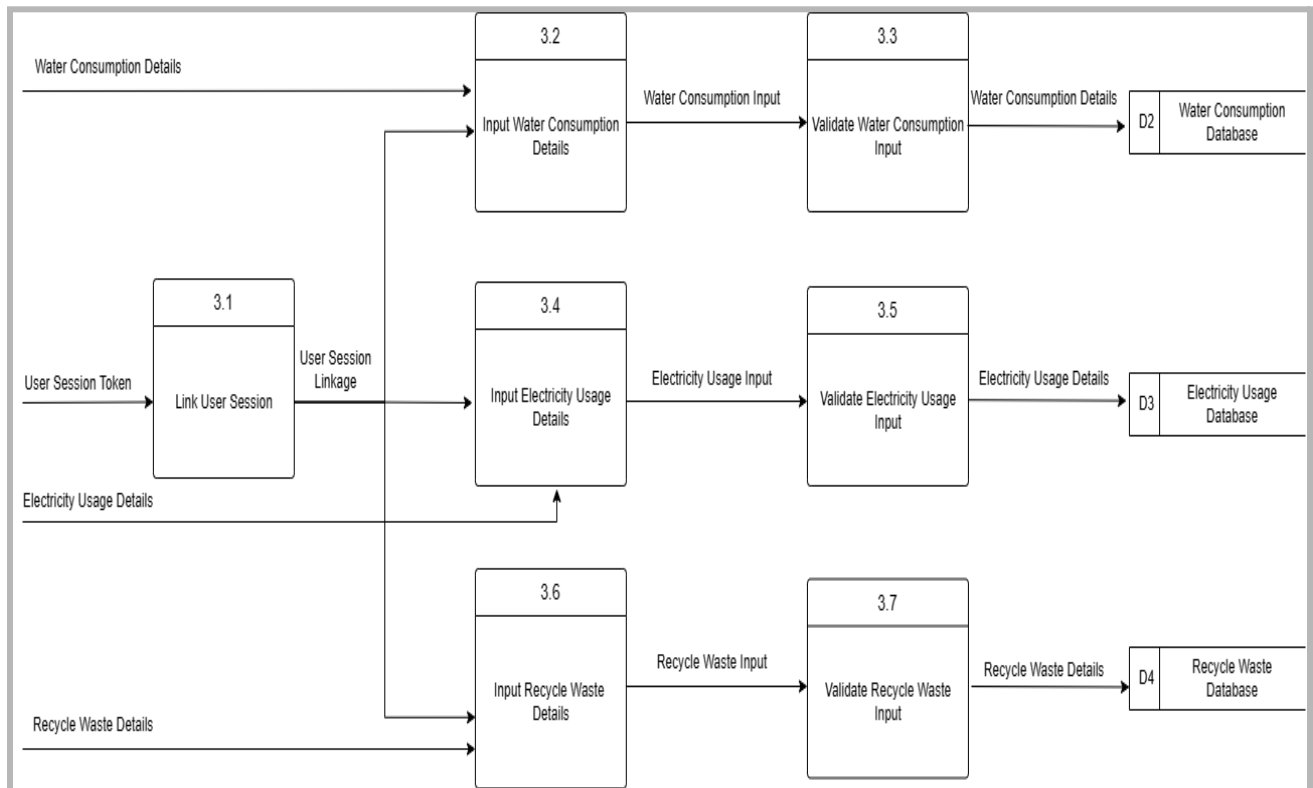 3.2
3.3
Water Consumption Details
Water Consumption Input
Water Consumption Details
Input Water Consumption
Details
Validate Water Consumption
Input
D2
Water Consumption
Database
3.1
3.4
3.5
User Session
Linkage
User Session Token
Link User Session
Electricity Usage Input
Electricity Usage Details
Input Electricity Usage
Details
Validate Electricity Usage
Input
D3
Electricity Usage
Database
Electricity Usage Details
3.6
3.7
Recycle Waste Input
Recycle Waste Details
Input Recycle Waste
Details
Validate Recycle Waste
Input
D4
Recycle Waste
Database
Recycle Waste Details